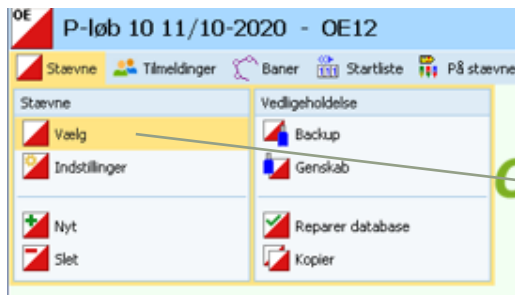 OE P-løb 10 11/10-2020 - OE12
Stævne Tilmeldinger Baner Startliste På stævne
Stævne
Vælg
Indstillinger
Nyt
Slet
Vedligeholdelse
Backup
Genskab
Reparer database
Kopier